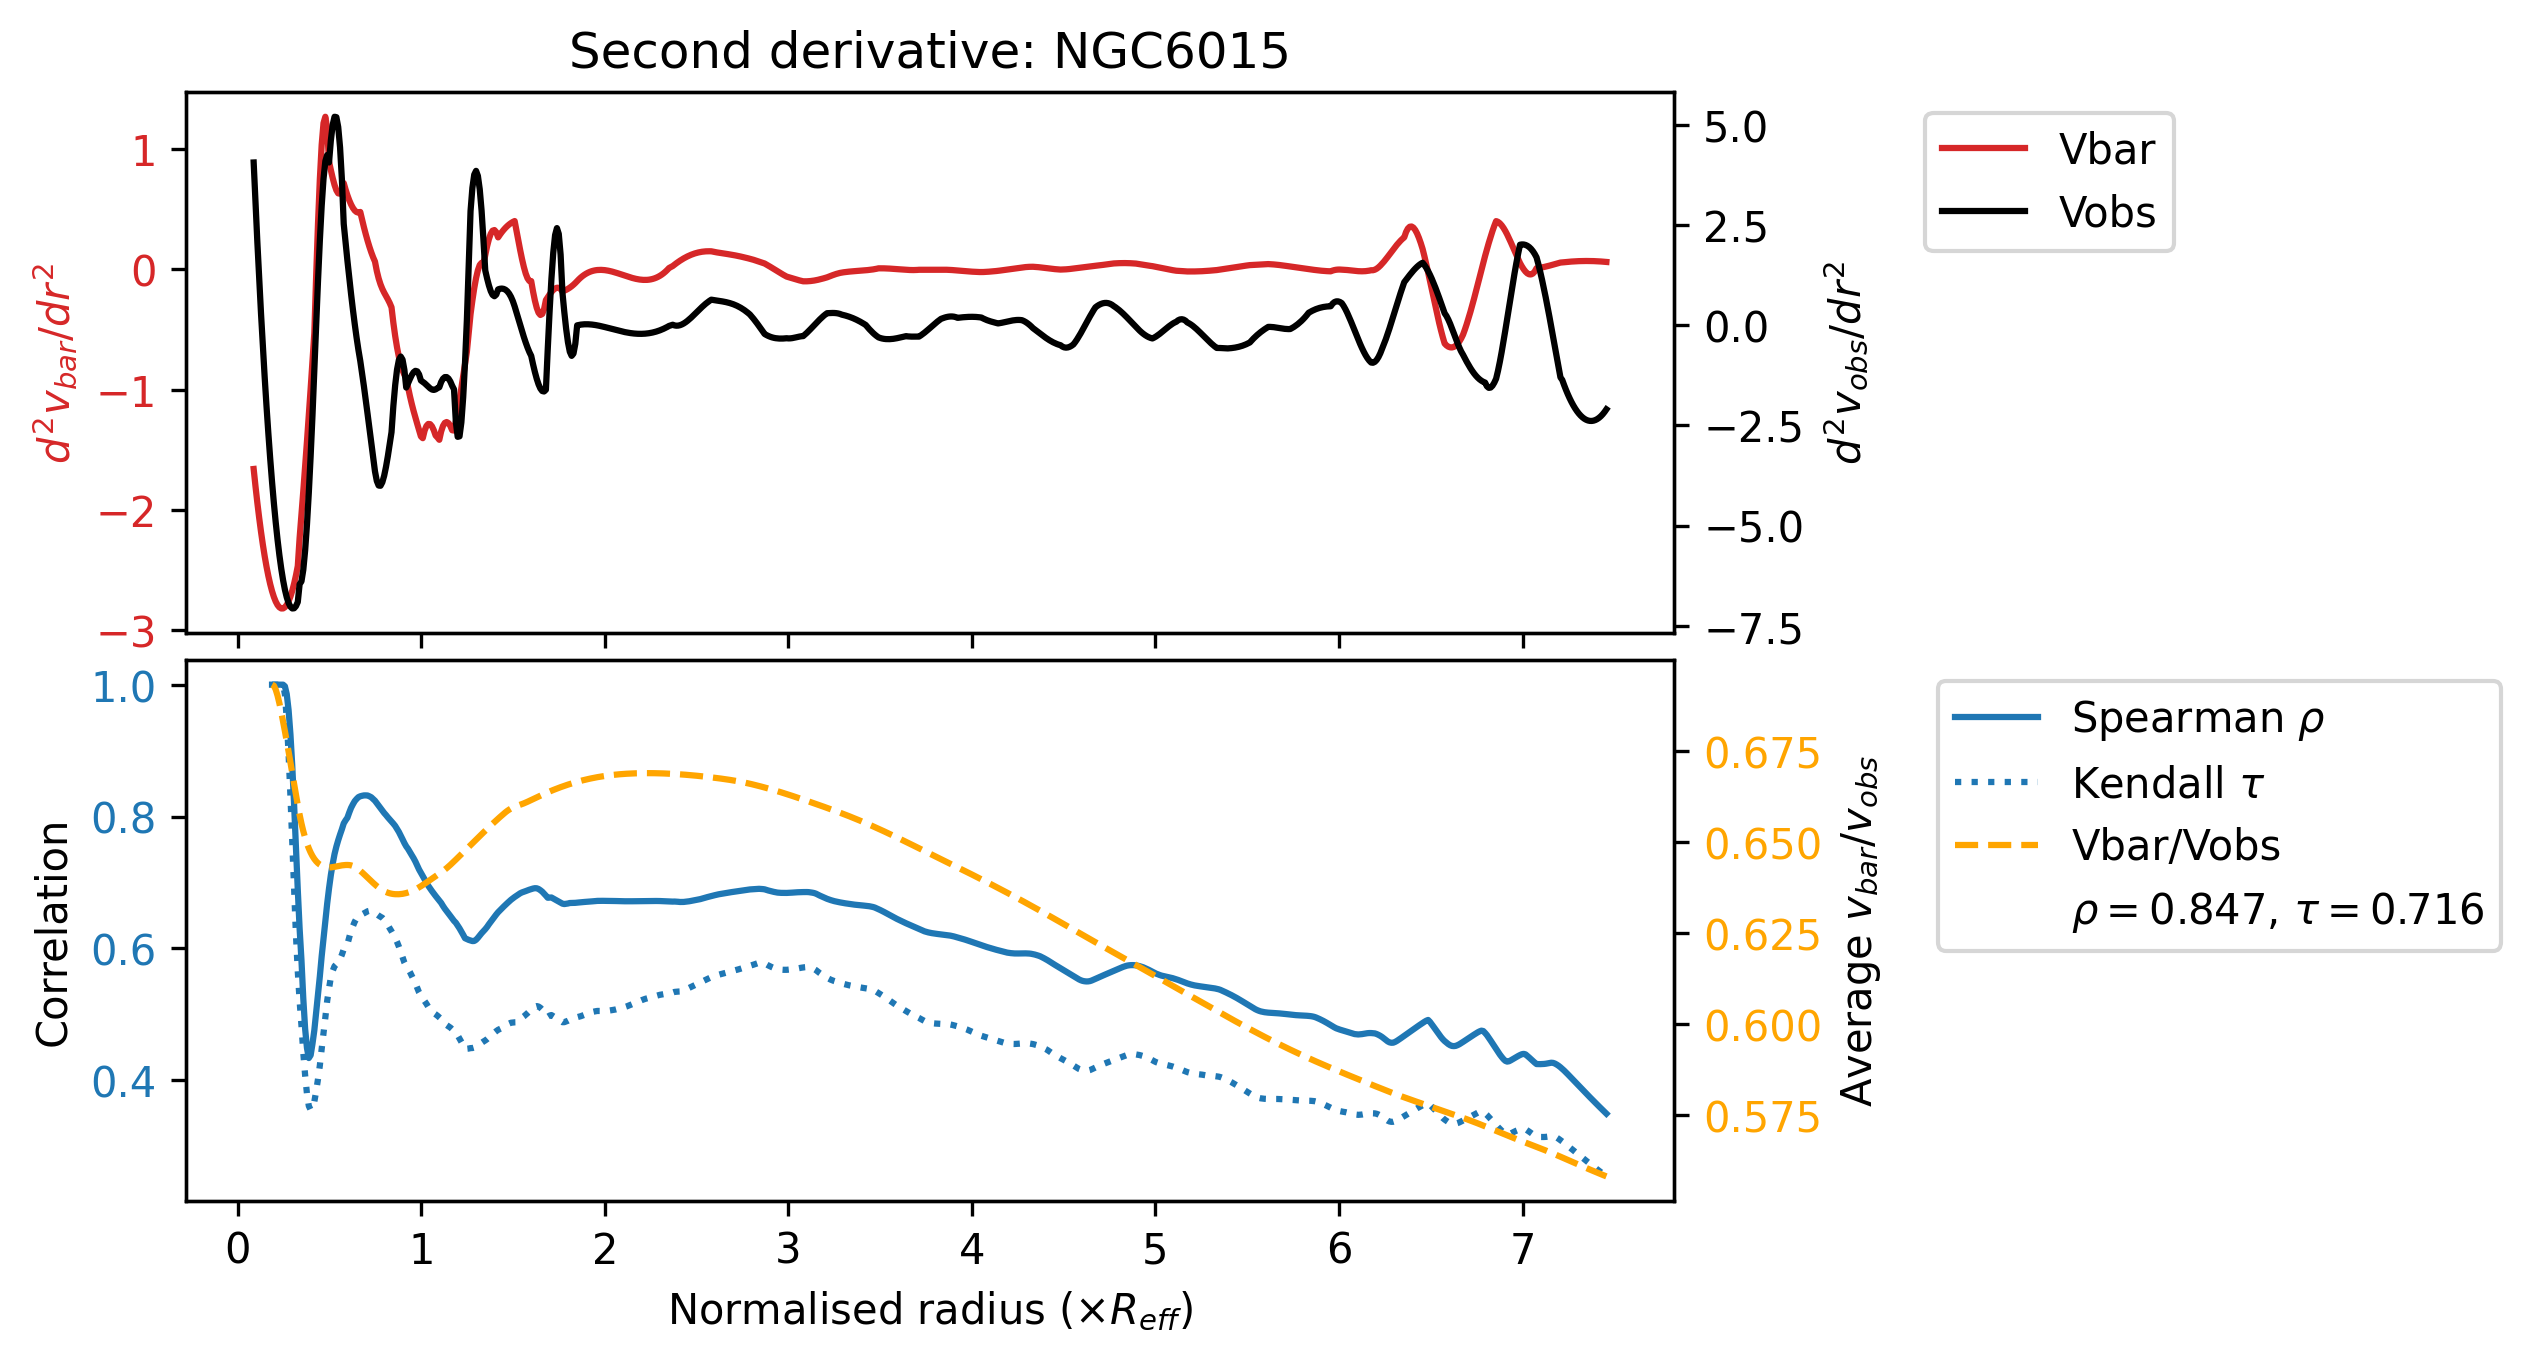 Second derivative: NGC6015
d²v_bar/dr²
1
0
−1
−2
−3
5.0
2.5
0.0
−2.5
−5.0
−7.5
d²v_obs/dr²
Vbar
Vobs
Correlation
1.0
0.8
0.6
0.4
0.675
0.650
0.625
0.600
0.575
Average v_bar/v_obs
Spearman ρ
Kendall τ
Vbar/Vobs
ρ = 0.847, τ = 0.716
0 1 2 3 4 5 6 7
Normalised radius (×R_eff)